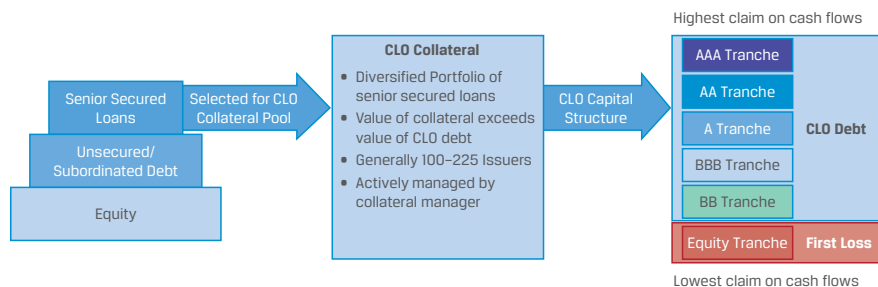 Senior Secured
Loans
Unsecured/
Subordinated Debt
Equity
Selected for CLO
Collateral Pool
CLO Collateral
• Diversified Portfolio of
senior secured loans
• Value of collateral exceeds
value of CLO debt
• Generally 100–225 Issuers
• Actively managed by
collateral manager
CLO Capital
Structure
Highest claim on cash flows
AAA Tranche
AA Tranche
A Tranche
BBB Tranche
BB Tranche
CLO Debt
Equity Tranche
First Loss
Lowest claim on cash flows